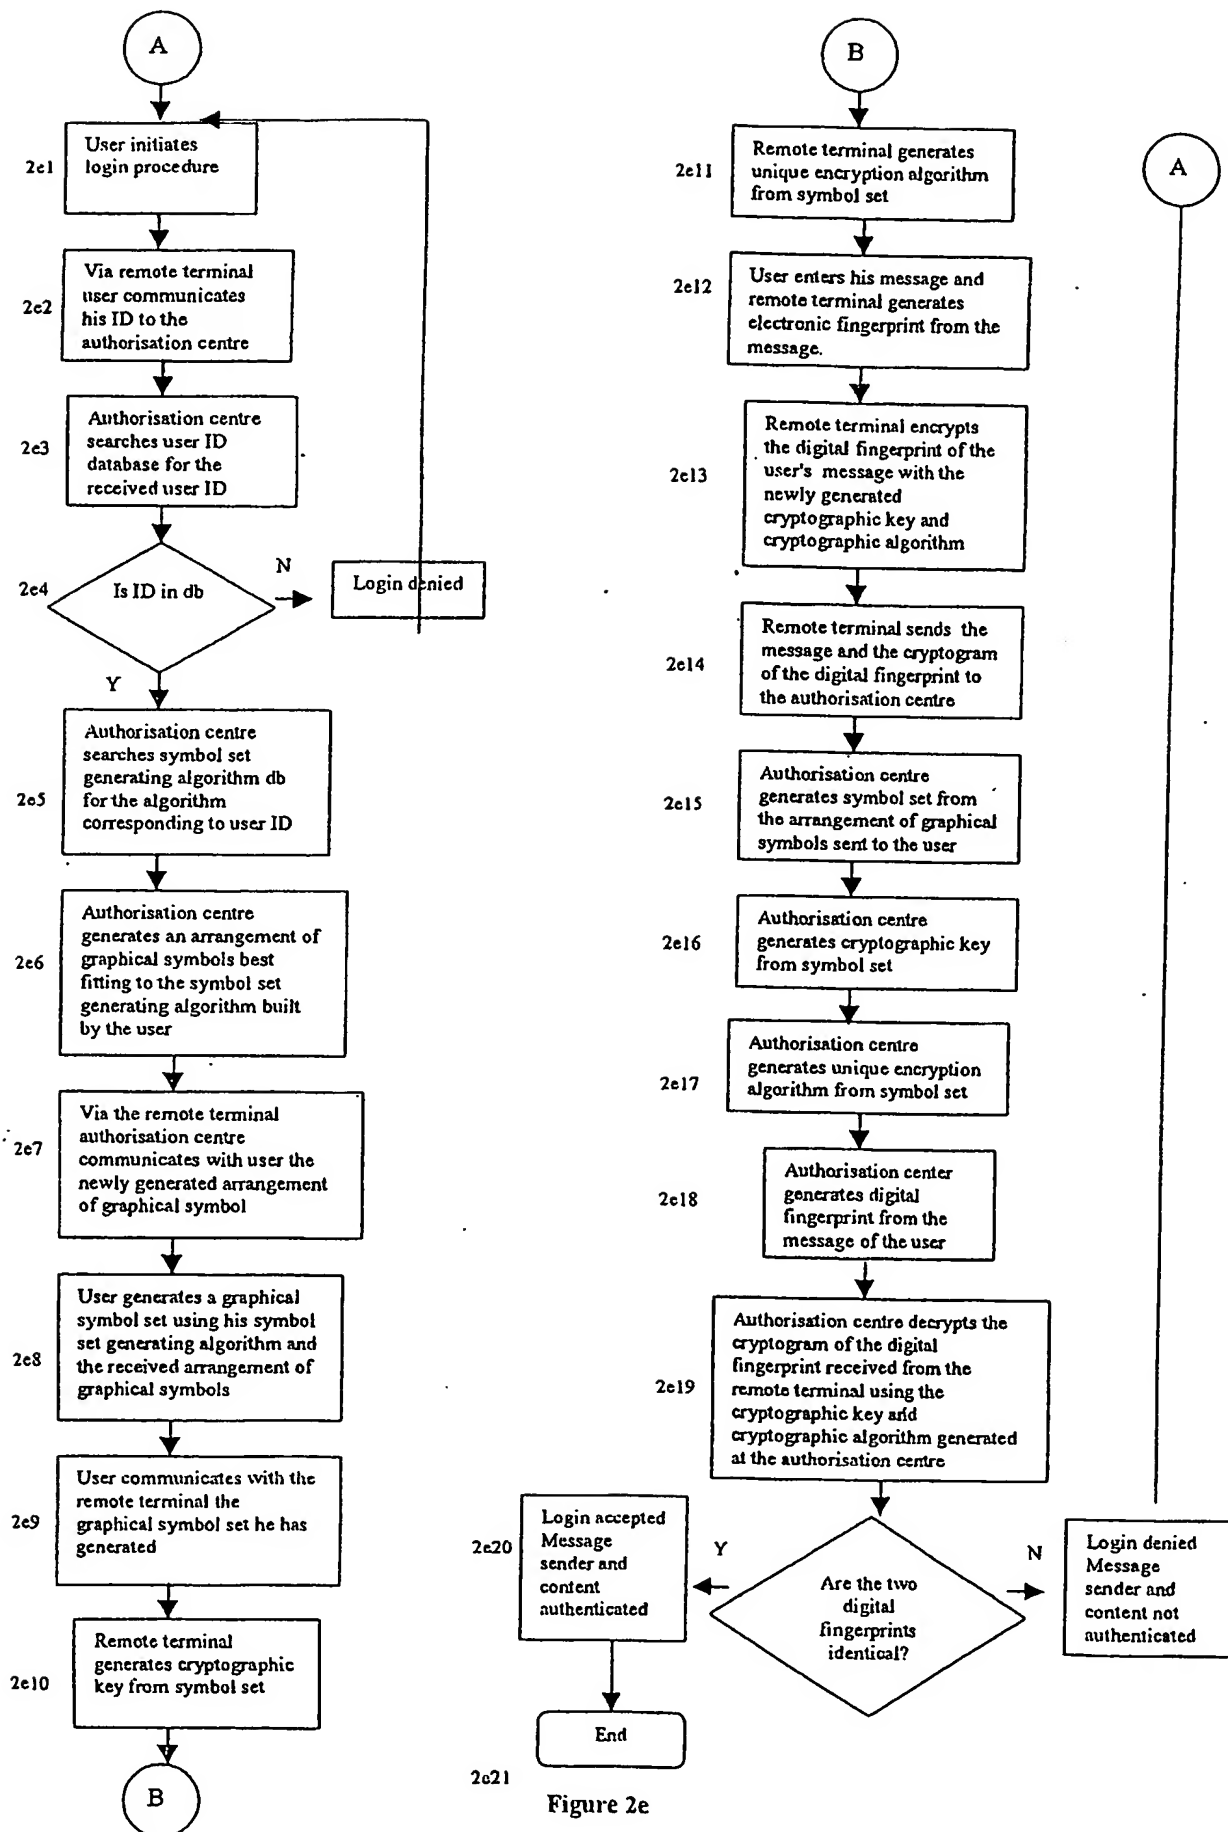 A
2e1
User initiates
login procedure
2e2
Via remote terminal
user communicates
his ID to the
authorisation centre
2e3
Authorisation centre
searches user ID
database for the
received user ID
2e4
Is ID in db
N
Login denied
Y
2e5
Authorisation centre
searches symbol set
generating algorithm db
for the algorithm
corresponding to user ID
2e6
Authorisation centre
generates an arrangement of
graphical symbols best
fitting to the symbol set
generating algorithm built
by the user
2e7
Via the remote terminal
authorisation centre
communicates with user the
newly generated arrangement
of graphical symbol
2e8
User generates a graphical
symbol set using his symbol
set generating algorithm and
the received arrangement of
graphical symbols
2e9
User communicates with the
remote terminal the
graphical symbol set he has
generated
2e10
Remote terminal
generates cryptographic
key from symbol set
B
B
2e11
Remote terminal generates
unique encryption algorithm
from symbol set
A
2e12
User enters his message and
remote terminal generates
electronic fingerprint from the
message.
2e13
Remote terminal encrypts
the digital fingerprint of the
user's message with the
newly generated
cryptographic key and
cryptographic algorithm
2e14
Remote terminal sends the
message and the cryptogram
of the digital fingerprint to
the authorisation centre
2e15
Authorisation centre
generates symbol set from
the arrangement of graphical
symbols sent to the user
2e16
Authorisation centre
generates cryptographic key
from symbol set
2e17
Authorisation centre
generates unique encryption
algorithm from symbol set
2e18
Authorisation center
generates digital
fingerprint from the
message of the user
2e19
Authorisation centre decrypts the
cryptogram of the digital
fingerprint received from the
remote terminal using the
cryptographic key and
cryptographic algorithm generated
at the authorisation centre
2e20
Login accepted
Message
sender and
content
authenticated
Y
Are the two
digital
fingerprints
identical?
N
Login denied
Message
sender and
content not
authenticated
End
2e21
Figure 2e